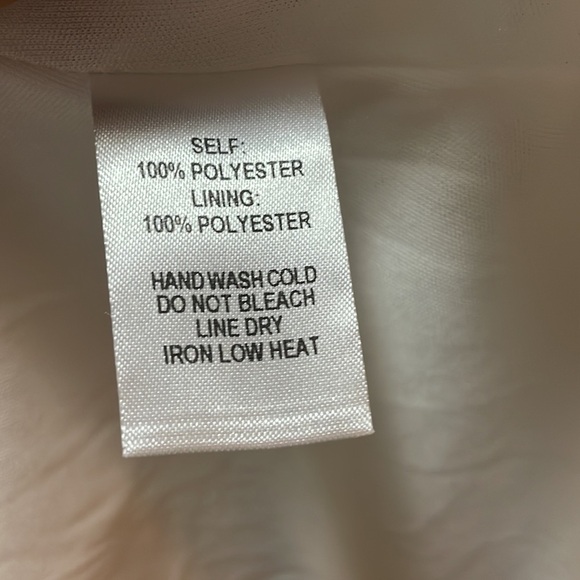 SELF:
100% POLYESTER
LINING:
100% POLYESTER
HAND WASH COLD
DO NOT BLEACH
LINE DRY
IRON LOW HEAT